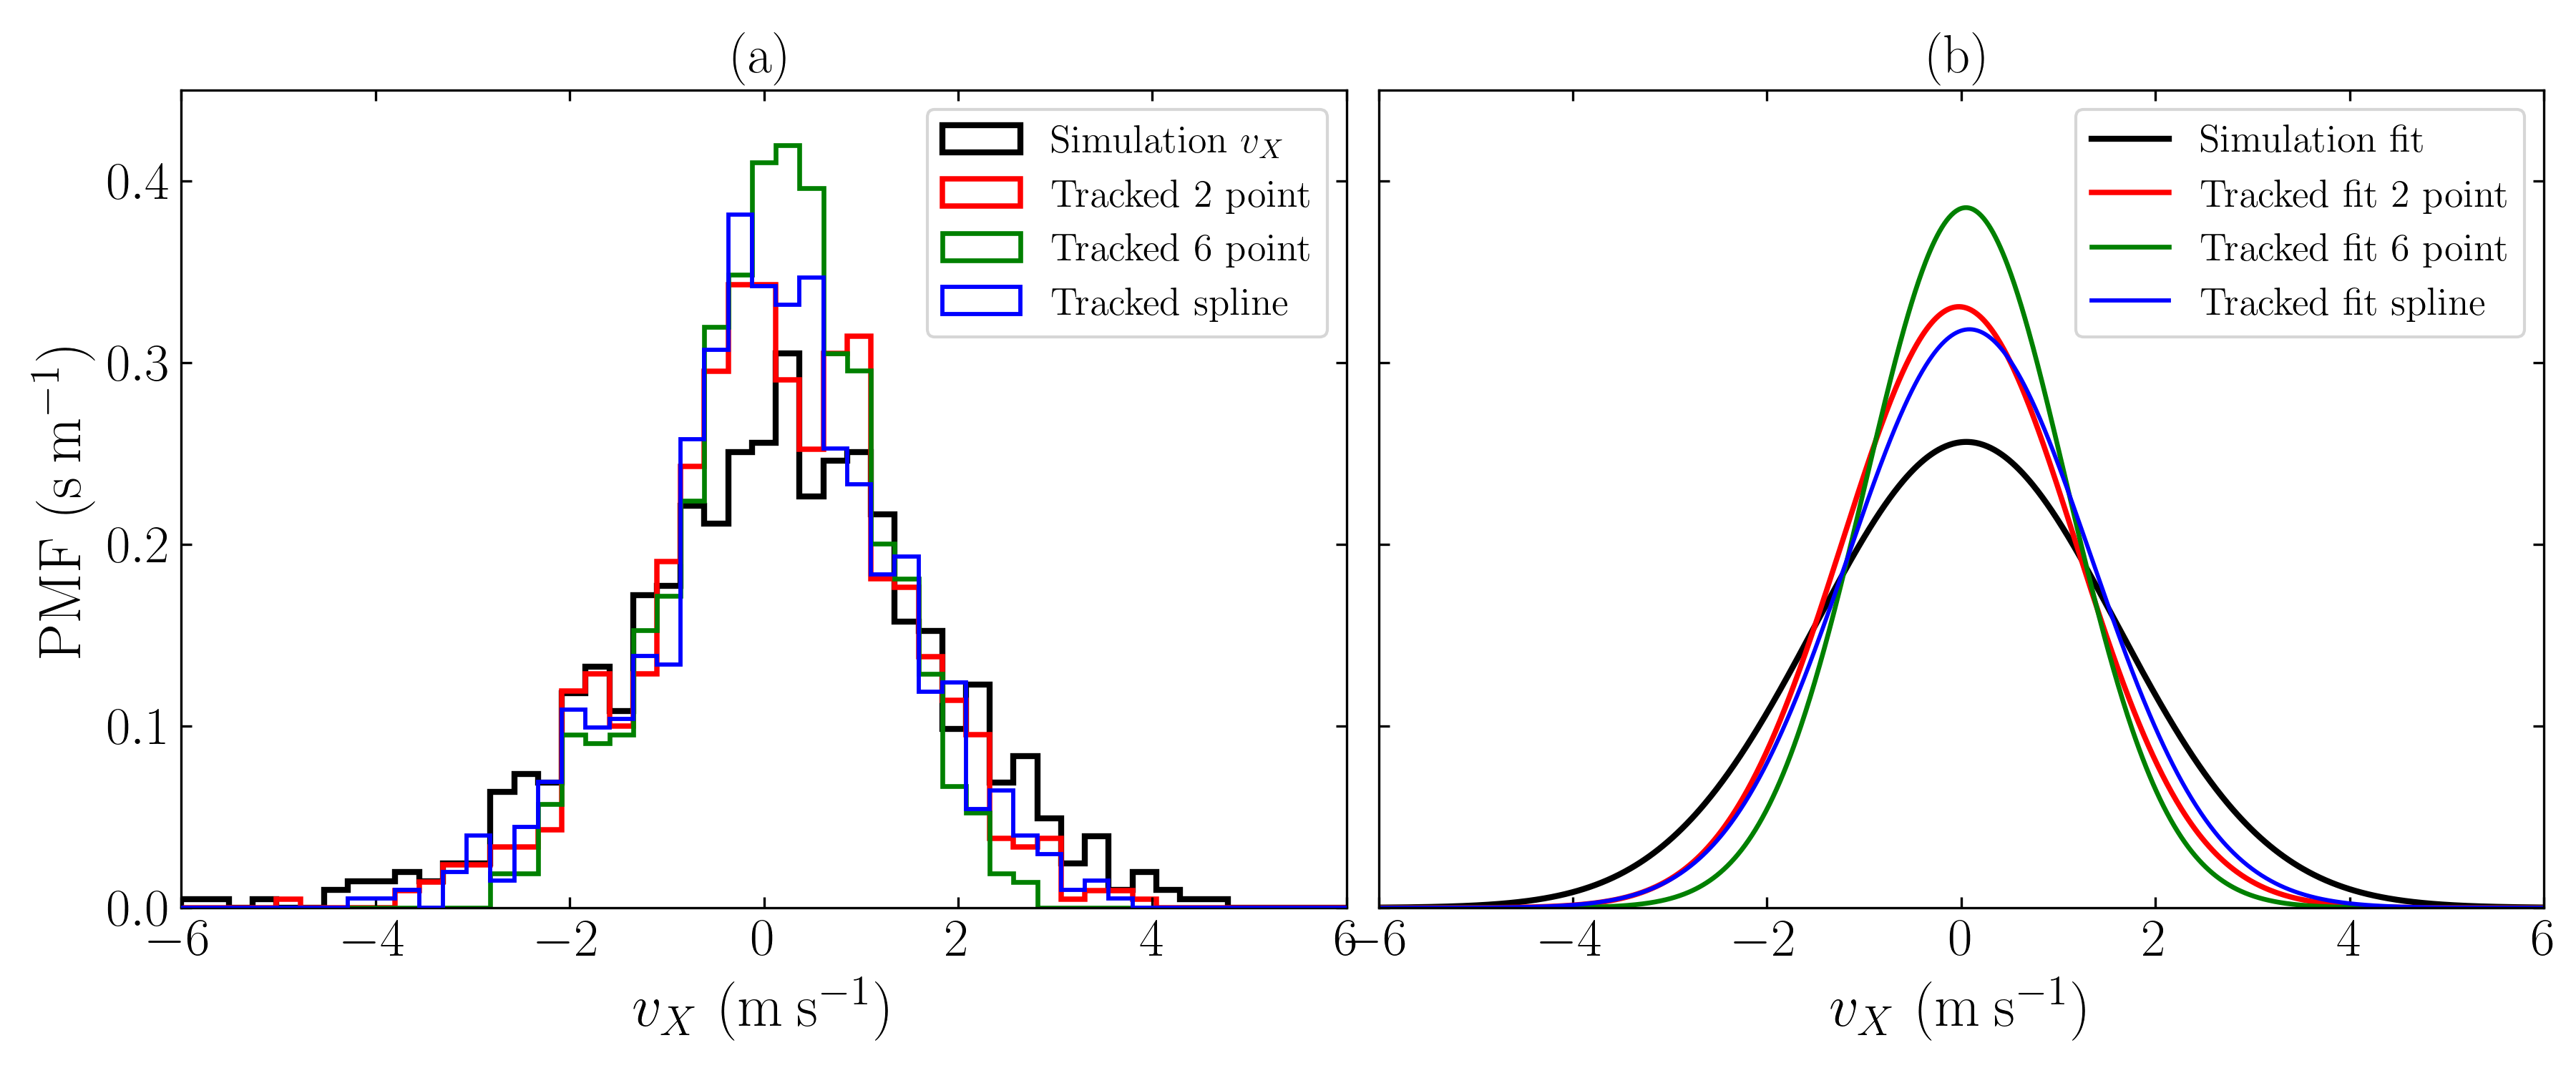 (a)
Simulation v_X
Tracked 2 point
Tracked 6 point
Tracked spline
PMF (s m⁻¹)
0.4
0.3
0.2
0.1
0.0
−6 −4 −2 0 2 4 6
v_X (m s⁻¹)
(b)
Simulation fit
Tracked fit 2 point
Tracked fit 6 point
Tracked fit spline
−6 −4 −2 0 2 4 6
v_X (m s⁻¹)